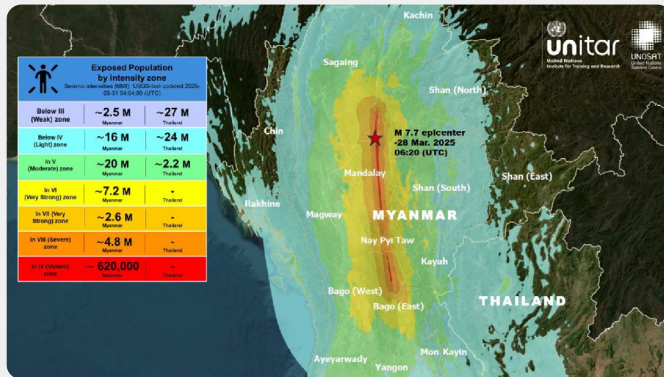 Exposed Population
by intensity zone
Seismic intensities (MMI): USGS-last updated 2025-
03-31 04:04:00 (UTC)
Below III
(Weak) zone
~2.5 M
Myanmar
~27 M
Thailand
Below IV
(Light) zone
~16 M
Myanmar
~24 M
Thailand
In V
(Moderate) zone
~20 M
Myanmar
~2.2 M
Thailand
In VI
(Very Strong) zone
~7.2 M
Myanmar
-
Thailand
In VII (Very
Strong) zone
~2.6 M
Myanmar
-
Thailand
In VIII (Severe)
zone
~4.8 M
Myanmar
-
Thailand
In IX (Violent)
zone
~ 620,000
Myanmar
-
Thailand
Kachin
Sagaing
Shan (North)
Chin
M 7.7 epicenter
-28 Mar. 2025
06:20 (UTC)
Mandalay
Shan (East)
Shan (South)
Rakhine
Magway
MYANMAR
Nay Pyi Taw
Kayah
Bago (West)
Bago (East)
THAILAND
Mon Kayin
Ayeyarwady
Yangon
unitar
United Nations
Institute for Training and Research
UNOSAT
United Nations
Satellite Centre